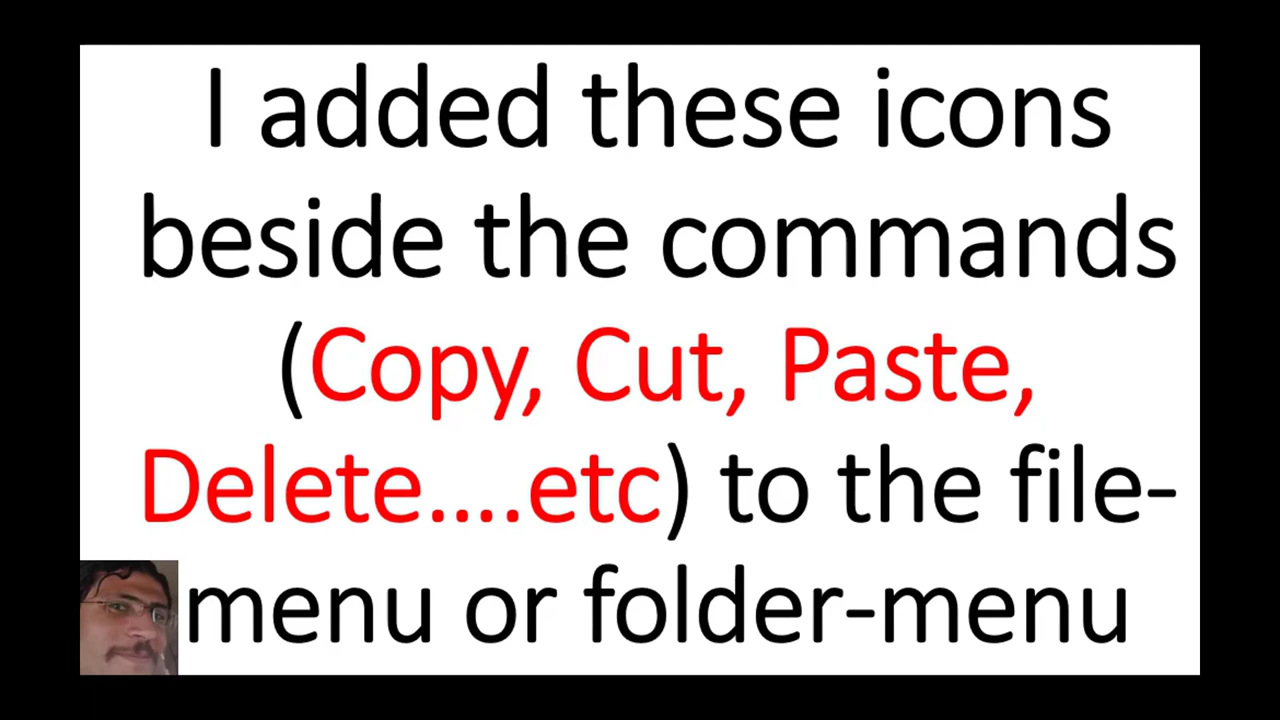 I added these icons
beside the commands
(Copy, Cut, Paste,
Delete....etc) to the file-
menu or folder-menu